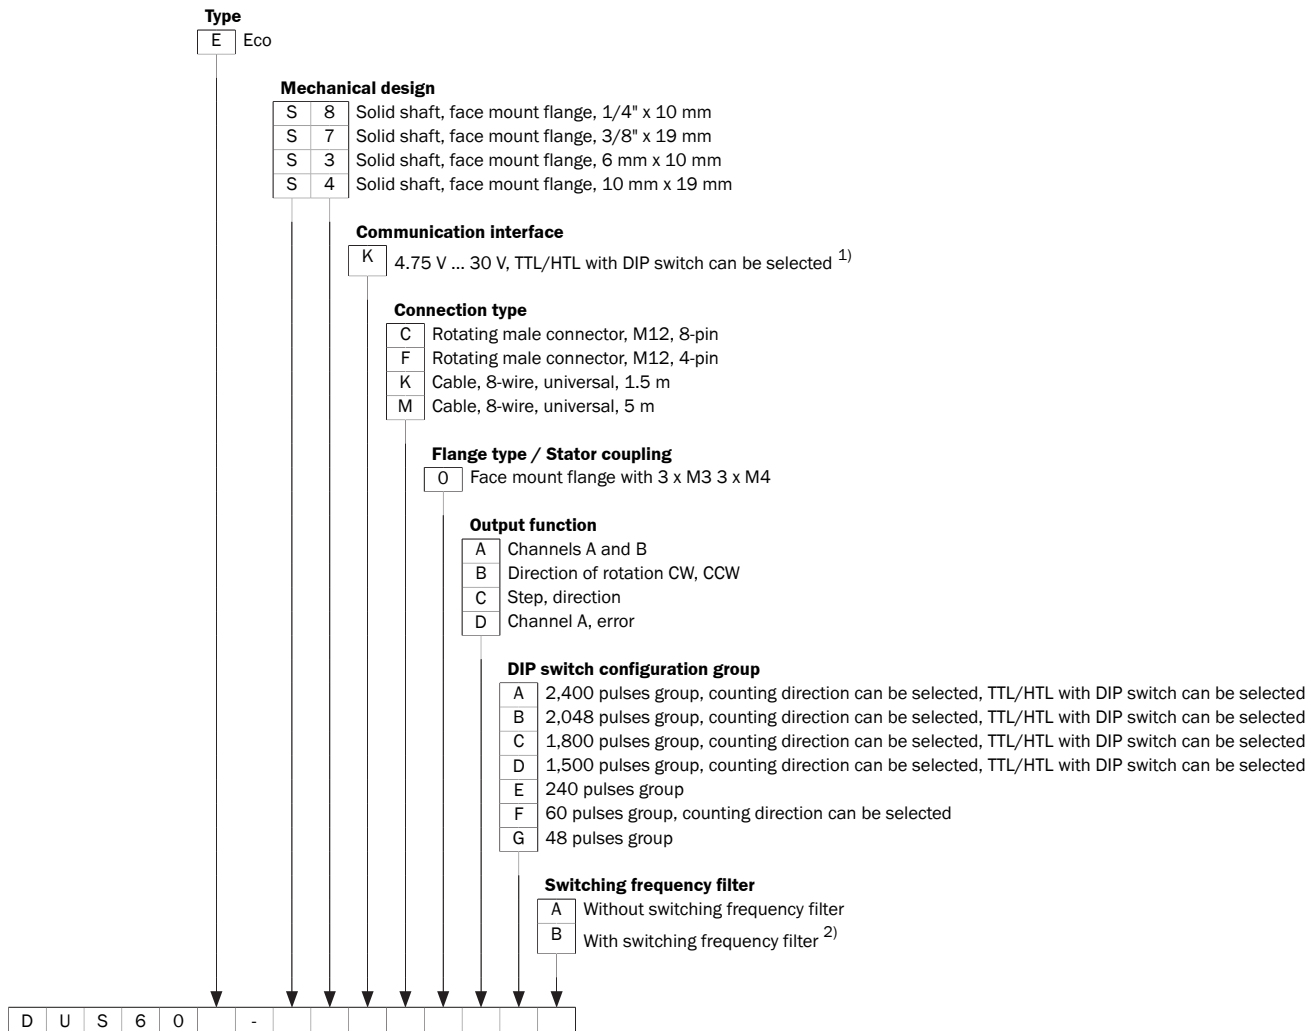 Type
E Eco
Mechanical design
S 8 Solid shaft, face mount flange, 1/4" x 10 mm
S 7 Solid shaft, face mount flange, 3/8" x 19 mm
S 3 Solid shaft, face mount flange, 6 mm x 10 mm
S 4 Solid shaft, face mount flange, 10 mm x 19 mm
Communication interface
K 4.75 V ... 30 V, TTL/HTL with DIP switch can be selected 1)
Connection type
C Rotating male connector, M12, 8-pin
F Rotating male connector, M12, 4-pin
K Cable, 8-wire, universal, 1.5 m
M Cable, 8-wire, universal, 5 m
Flange type / Stator coupling
0 Face mount flange with 3 x M3 3 x M4
Output function
A Channels A and B
B Direction of rotation CW, CCW
C Step, direction
D Channel A, error
DIP switch configuration group
A 2,400 pulses group, counting direction can be selected, TTL/HTL with DIP switch can be selected
B 2,048 pulses group, counting direction can be selected, TTL/HTL with DIP switch can be selected
C 1,800 pulses group, counting direction can be selected, TTL/HTL with DIP switch can be selected
D 1,500 pulses group, counting direction can be selected, TTL/HTL with DIP switch can be selected
E 240 pulses group
F 60 pulses group, counting direction can be selected
G 48 pulses group
Switching frequency filter
A Without switching frequency filter
B With switching frequency filter 2)
D U S 6 0 -